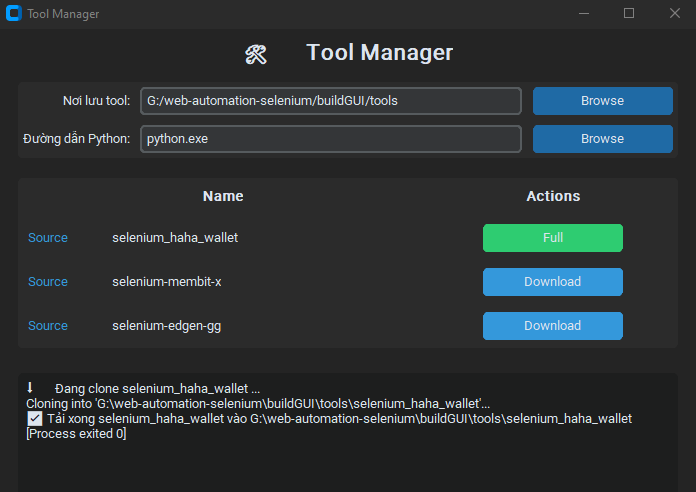 Tool Manager
🛠 Tool Manager
Nơi lưu tool: G:/web-automation-selenium/buildGUI/tools Browse
Đường dẫn Python: python.exe Browse
Name Actions
Source selenium_haha_wallet Full
Source selenium-membit-x Download
Source selenium-edgen-gg Download
⬇ Đang clone selenium_haha_wallet ...
Cloning into 'G:\web-automation-selenium\buildGUI\tools\selenium_haha_wallet'...
✅ Tải xong selenium_haha_wallet vào G:\web-automation-selenium\buildGUI\tools\selenium_haha_wallet
[Process exited 0]